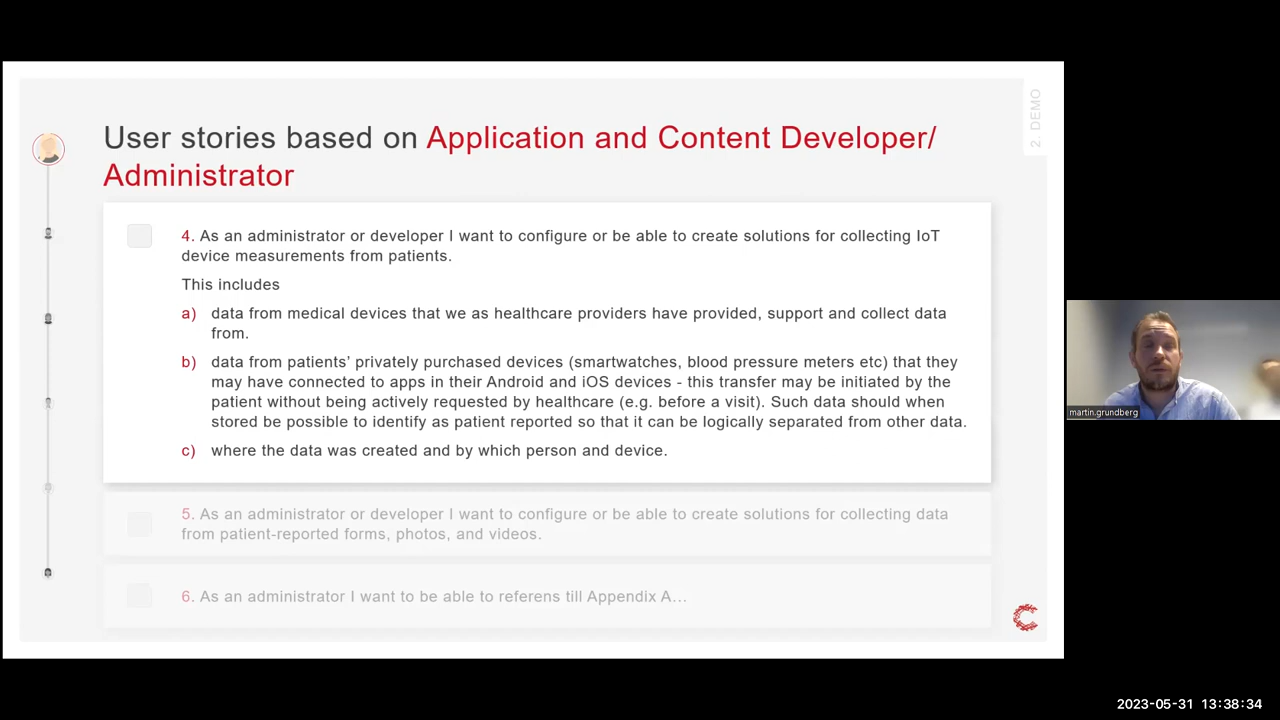 2. DEMO
User stories based on Application and Content Developer/
Administrator
4. As an administrator or developer I want to configure or be able to create solutions for collecting IoT
device measurements from patients.
This includes
a) data from medical devices that we as healthcare providers have provided, support and collect data
from.
b) data from patients’ privately purchased devices (smartwatches, blood pressure meters etc) that they
may have connected to apps in their Android and iOS devices - this transfer may be initiated by the
patient without being actively requested by healthcare (e.g. before a visit). Such data should when
stored be possible to identify as patient reported so that it can be logically separated from other data.
c) where the data was created and by which person and device.
5. As an administrator or developer I want to configure or be able to create solutions for collecting data
from patient-reported forms, photos, and videos.
6. As an administrator I want to be able to referens till Appendix A...
martin.grundberg
2023-05-31 13:38:34